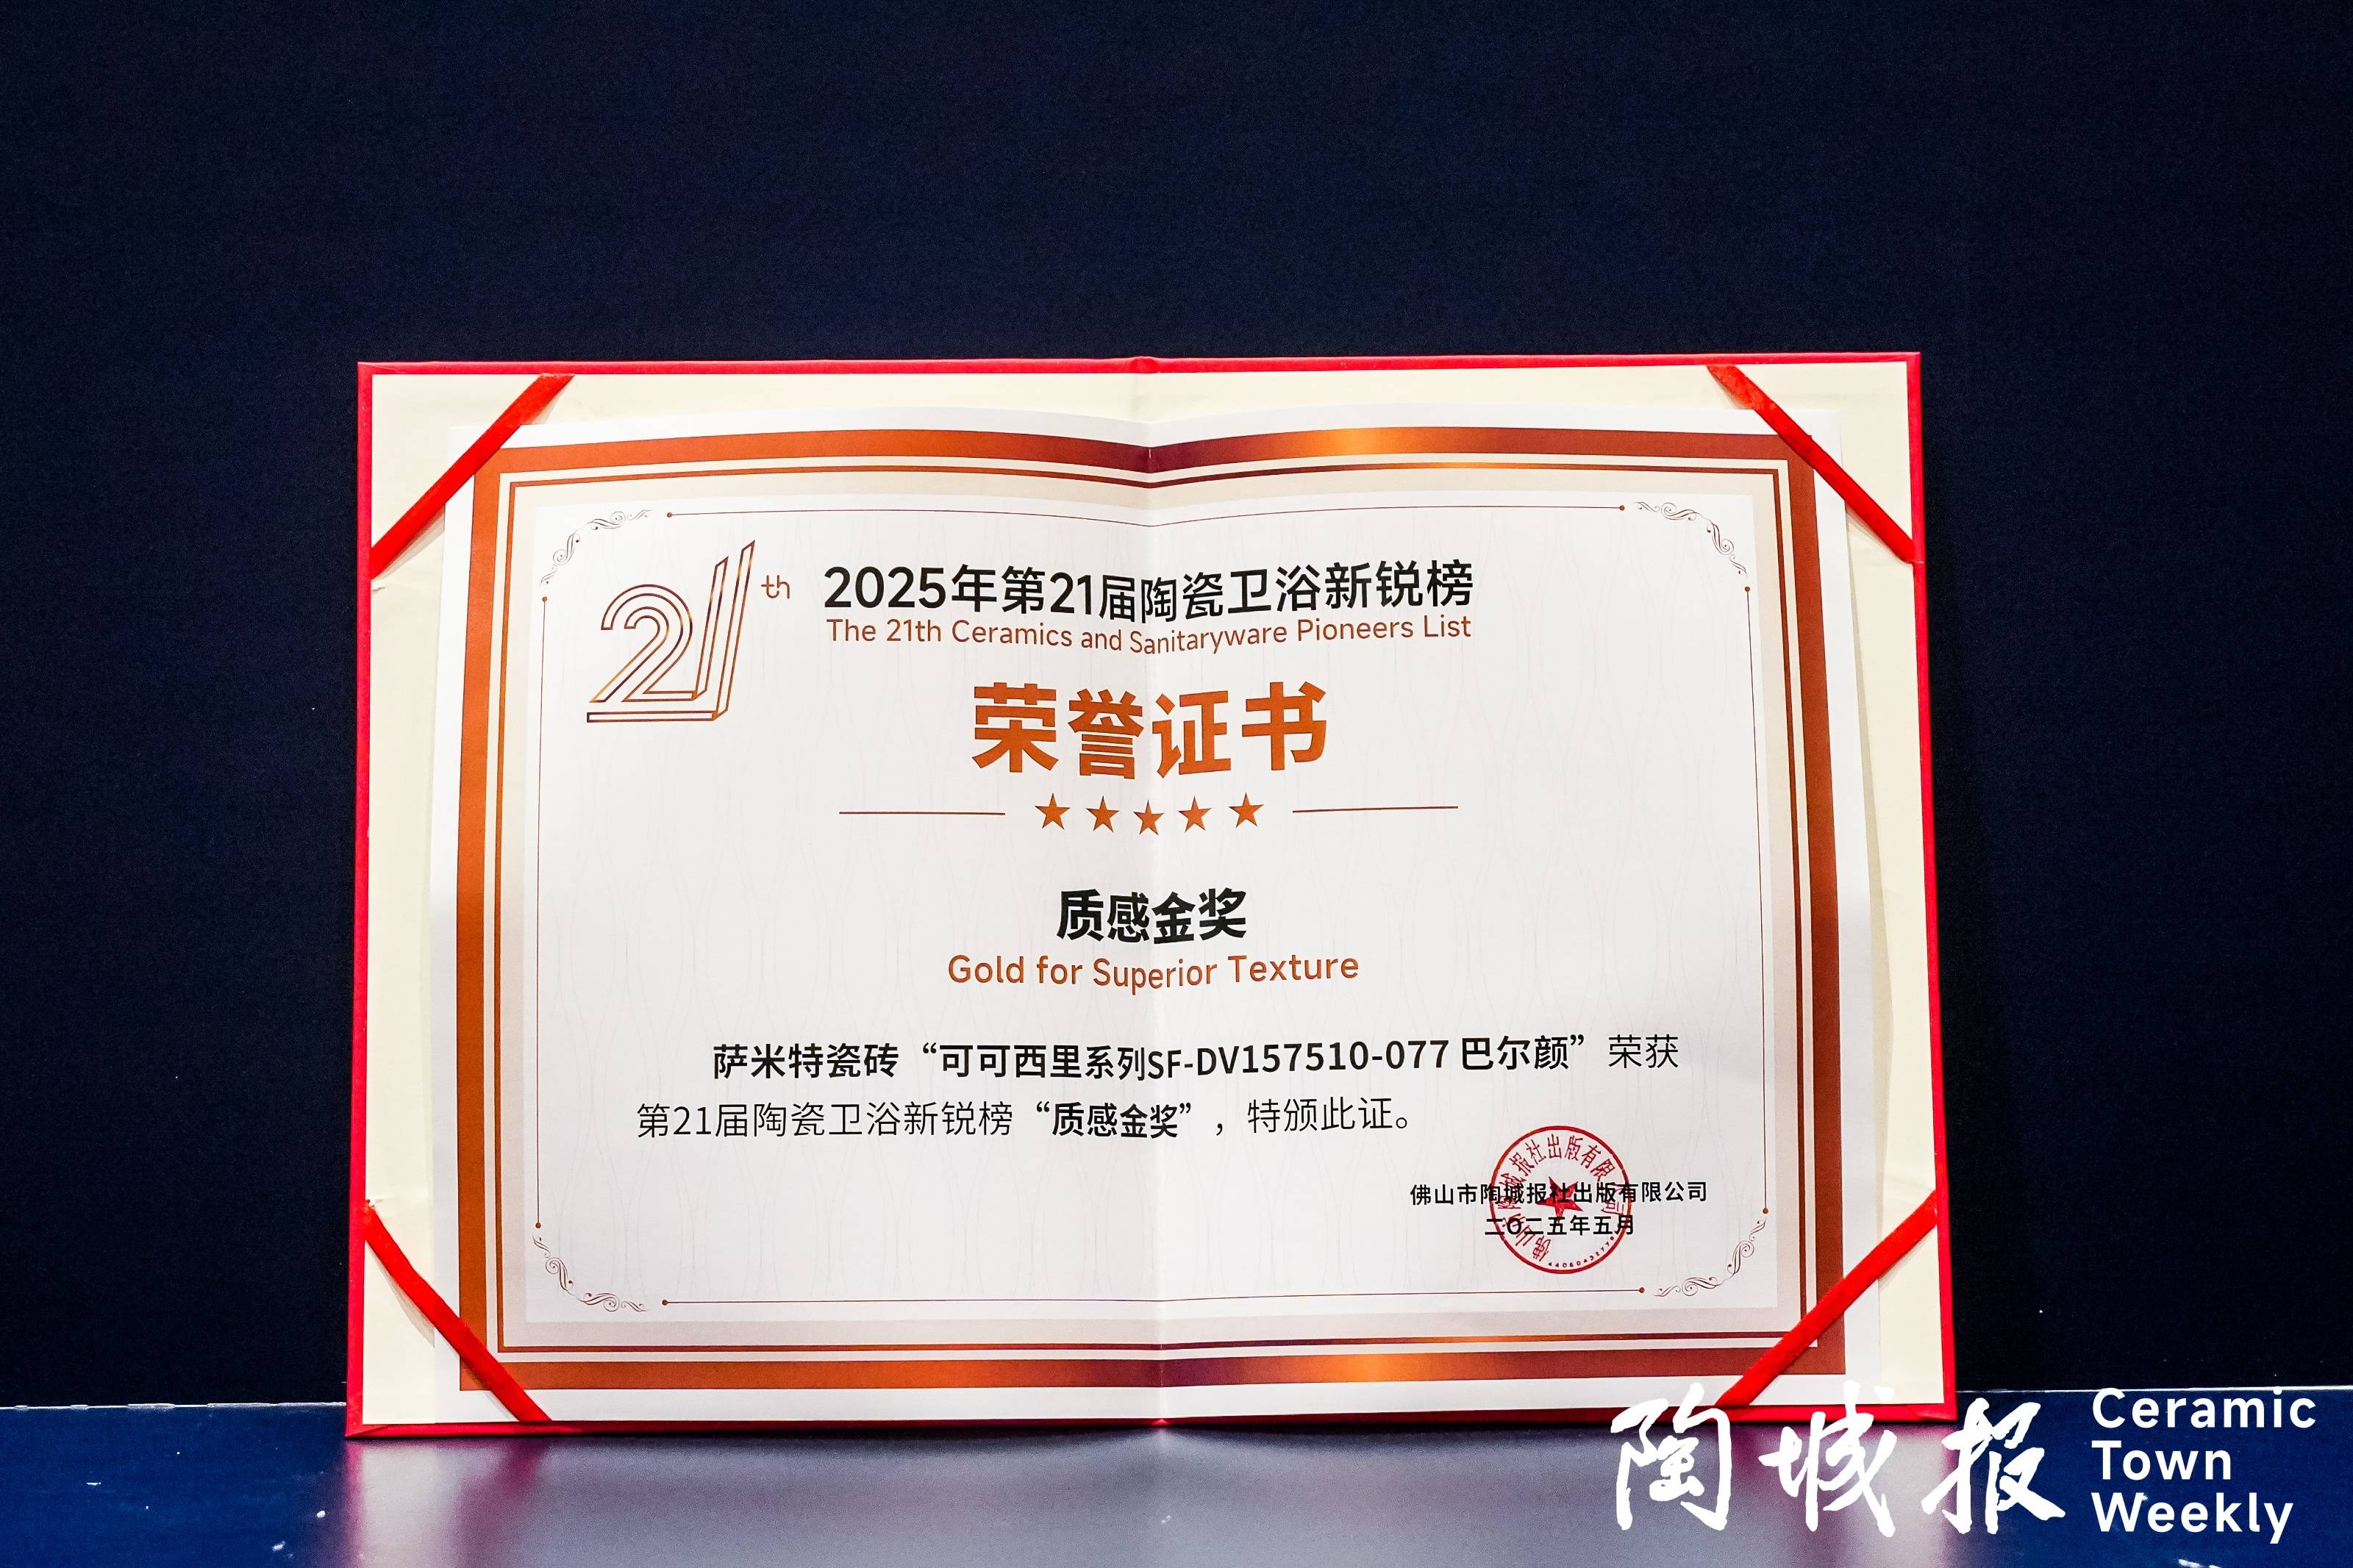 21th
2025年第21届陶瓷卫浴新锐榜
The 21th Ceramics and Sanitaryware Pioneers List
荣誉证书
质感金奖
Gold for Superior Texture
萨米特瓷砖“可可西里系列SF-DV157510-077 巴尔颜”荣获
第21届陶瓷卫浴新锐榜“质感金奖”，特颁此证。
佛山市陶城报社出版有限公司
二〇二五年五月
陶城报
Ceramic
Town
Weekly